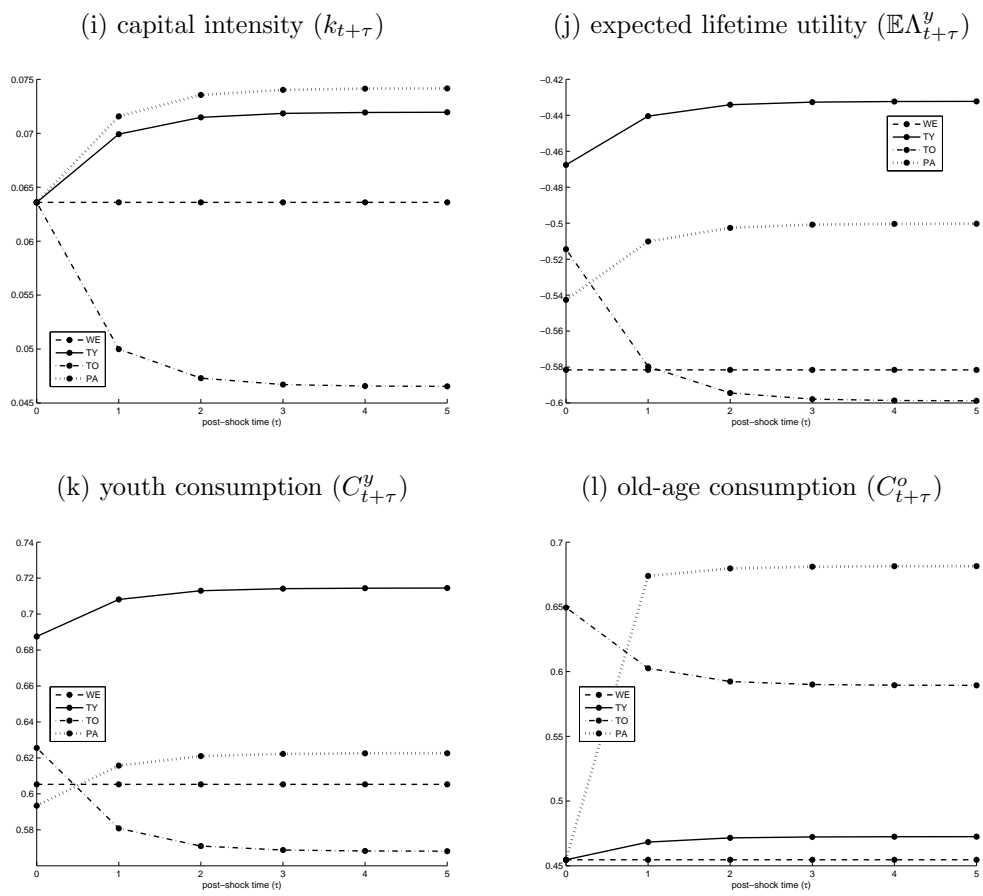 (i) capital intensity (k_{t+τ})
0.075
0.07
0.065
0.06
0.055
0.05
0.045
0 1 2 3 4 5
post−shock time (τ)
WE
TY
TO
PA
(j) expected lifetime utility (𝔼Λ^y_{t+τ})
−0.42
−0.44
−0.46
−0.48
−0.5
−0.52
−0.54
−0.56
−0.58
−0.6
0 1 2 3 4 5
post−shock time (τ)
WE
TY
TO
PA
(k) youth consumption (C^y_{t+τ})
0.74
0.72
0.7
0.68
0.66
0.64
0.62
0.6
0.58
0 1 2 3 4 5
post−shock time (τ)
WE
TY
TO
PA
(l) old-age consumption (C^o_{t+τ})
0.7
0.65
0.6
0.55
0.5
0.45
0 1 2 3 4 5
post−shock time (τ)
WE
TY
TO
PA